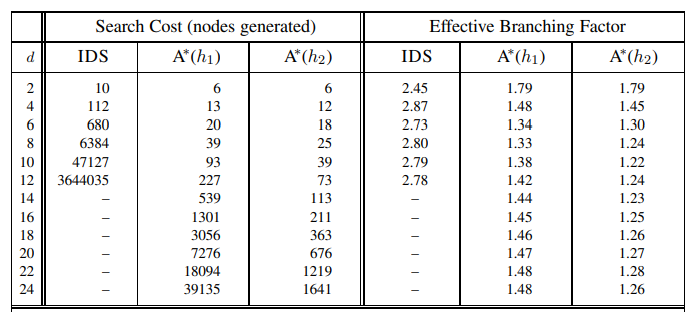 Search Cost (nodes generated) Effective Branching Factor
d IDS A*(h1) A*(h2) IDS A*(h1) A*(h2)
2 10 6 6 2.45 1.79 1.79
4 112 13 12 2.87 1.48 1.45
6 680 20 18 2.73 1.34 1.30
8 6384 39 25 2.80 1.33 1.24
10 47127 93 39 2.79 1.38 1.22
12 3644035 227 73 2.78 1.42 1.24
14 – 539 113 – 1.44 1.23
16 – 1301 211 – 1.45 1.25
18 – 3056 363 – 1.46 1.26
20 – 7276 676 – 1.47 1.27
22 – 18094 1219 – 1.48 1.28
24 – 39135 1641 – 1.48 1.26